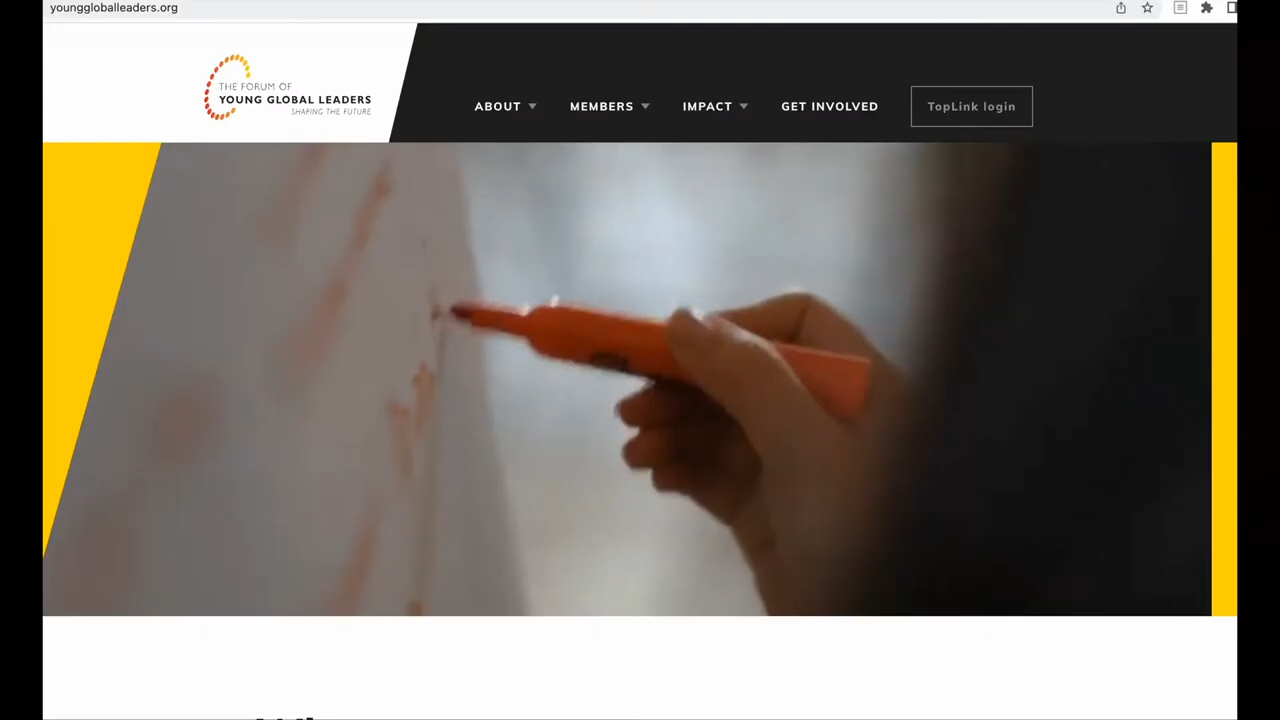 younggloballeaders.org
THE FORUM OF
YOUNG GLOBAL LEADERS
SHAPING THE FUTURE
ABOUT
MEMBERS
IMPACT
GET INVOLVED
TopLink login